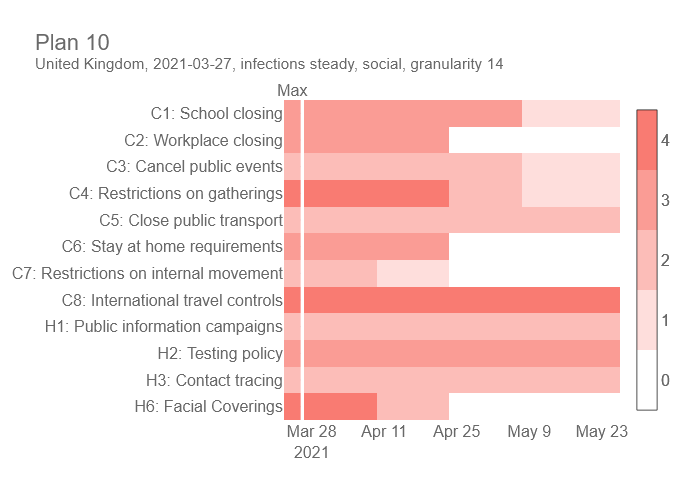 Plan 10
United Kingdom, 2021-03-27, infections steady, social, granularity 14
Max
C1: School closing
C2: Workplace closing
C3: Cancel public events
C4: Restrictions on gatherings
C5: Close public transport
C6: Stay at home requirements
C7: Restrictions on internal movement
C8: International travel controls
H1: Public information campaigns
H2: Testing policy
H3: Contact tracing
H6: Facial Coverings
Mar 28 Apr 11 Apr 25 May 9 May 23
2021
4
3
2
1
0